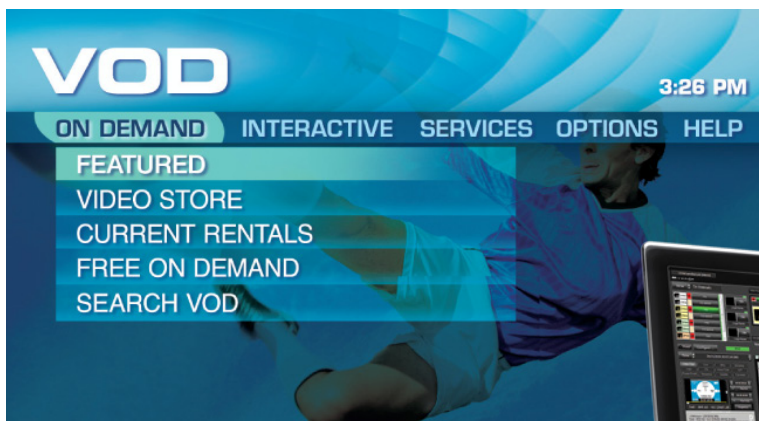 VOD
3:26 PM
ON DEMAND INTERACTIVE SERVICES OPTIONS HELP
FEATURED
VIDEO STORE
CURRENT RENTALS
FREE ON DEMAND
SEARCH VOD